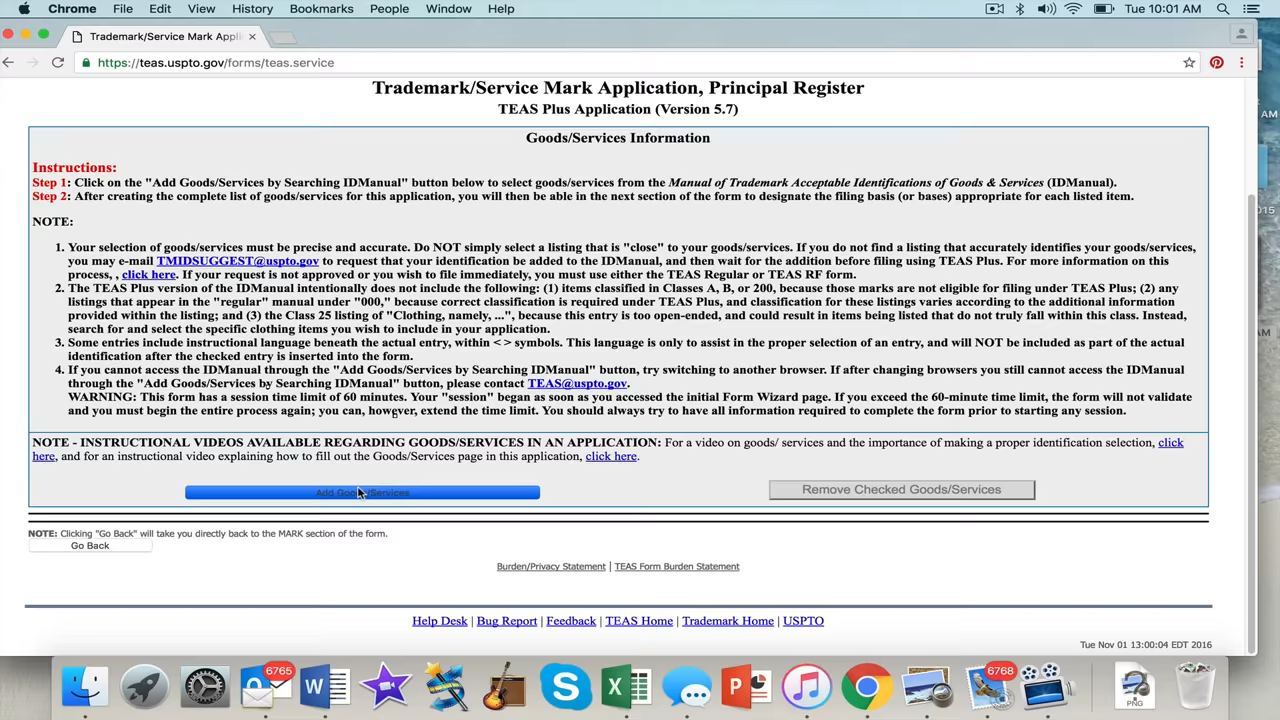 Chrome File Edit View History Bookmarks People Window Help Tue 10:01 AM
Trademark/Service Mark Appli
https://teas.uspto.gov/forms/teas.service
Trademark/Service Mark Application, Principal Register
TEAS Plus Application (Version 5.7)
AM
Goods/Services Information
Instructions:
Step 1: Click on the "Add Goods/Services by Searching IDManual" button below to select goods/services from the Manual of Trademark Acceptable Identifications of Goods & Services (IDManual).
Step 2: After creating the complete list of goods/services for this application, you will then be able in the next section of the form to designate the filing basis (or bases) appropriate for each listed item.
2015
NOTE:
1. Your selection of goods/services must be precise and accurate. Do NOT simply select a listing that is "close" to your goods/services. If you do not find a listing that accurately identifies your goods/services,
you may e-mail TMIDSUGGEST@uspto.gov to request that your identification be added to the IDManual, and then wait for the addition before filing using TEAS Plus. For more information on this
process, , click here. If your request is not approved or you wish to file immediately, you must use either the TEAS Regular or TEAS RF form.
2. The TEAS Plus version of the IDManual intentionally does not include the following: (1) items classified in Classes A, B, or 200, because those marks are not eligible for filing under TEAS Plus; (2) any
listings that appear in the "regular" manual under "000," because correct classification is required under TEAS Plus, and classification for these listings varies according to the additional information
provided within the listing; and (3) the Class 25 listing of "Clothing, namely, ...", because this entry is too open-ended, and could result in items being listed that do not truly fall within this class. Instead,
search for and select the specific clothing items you wish to include in your application.
AM
3. Some entries include instructional language beneath the actual entry, within < > symbols. This language is only to assist in the proper selection of an entry, and will NOT be included as part of the actual
identification after the checked entry is inserted into the form.
4. If you cannot access the IDManual through the "Add Goods/Services by Searching IDManual" button, try switching to another browser. If after changing browsers you still cannot access the IDManual
through the "Add Goods/Services by Searching IDManual" button, please contact TEAS@uspto.gov.
WARNING: This form has a session time limit of 60 minutes. Your "session" began as soon as you accessed the initial Form Wizard page. If you exceed the 60-minute time limit, the form will not validate
and you must begin the entire process again; you can, however, extend the time limit. You should always try to have all information required to complete the form prior to starting any session.
NOTE - INSTRUCTIONAL VIDEOS AVAILABLE REGARDING GOODS/SERVICES IN AN APPLICATION: For a video on goods/ services and the importance of making a proper identification selection, click
here, and for an instructional video explaining how to fill out the Goods/Services page in this application, click here.
Add Goods/Services Remove Checked Goods/Services
NOTE: Clicking "Go Back" will take you directly back to the MARK section of the form.
Go Back
Burden/Privacy Statement | TEAS Form Burden Statement
Help Desk | Bug Report | Feedback | TEAS Home | Trademark Home | USPTO
Tue Nov 01 13:00:04 EDT 2016
6765 6768
W S X P PNG